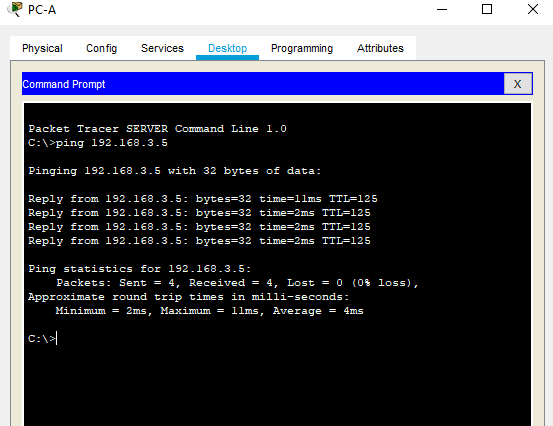 PC-A
Physical Config Services Desktop Programming Attributes
Command Prompt X
Packet Tracer SERVER Command Line 1.0
C:\>ping 192.168.3.5
Pinging 192.168.3.5 with 32 bytes of data:
Reply from 192.168.3.5: bytes=32 time=11ms TTL=125
Reply from 192.168.3.5: bytes=32 time=2ms TTL=125
Reply from 192.168.3.5: bytes=32 time=2ms TTL=125
Reply from 192.168.3.5: bytes=32 time=2ms TTL=125
Ping statistics for 192.168.3.5:
Packets: Sent = 4, Received = 4, Lost = 0 (0% loss),
Approximate round trip times in milli-seconds:
Minimum = 2ms, Maximum = 11ms, Average = 4ms
C:\>